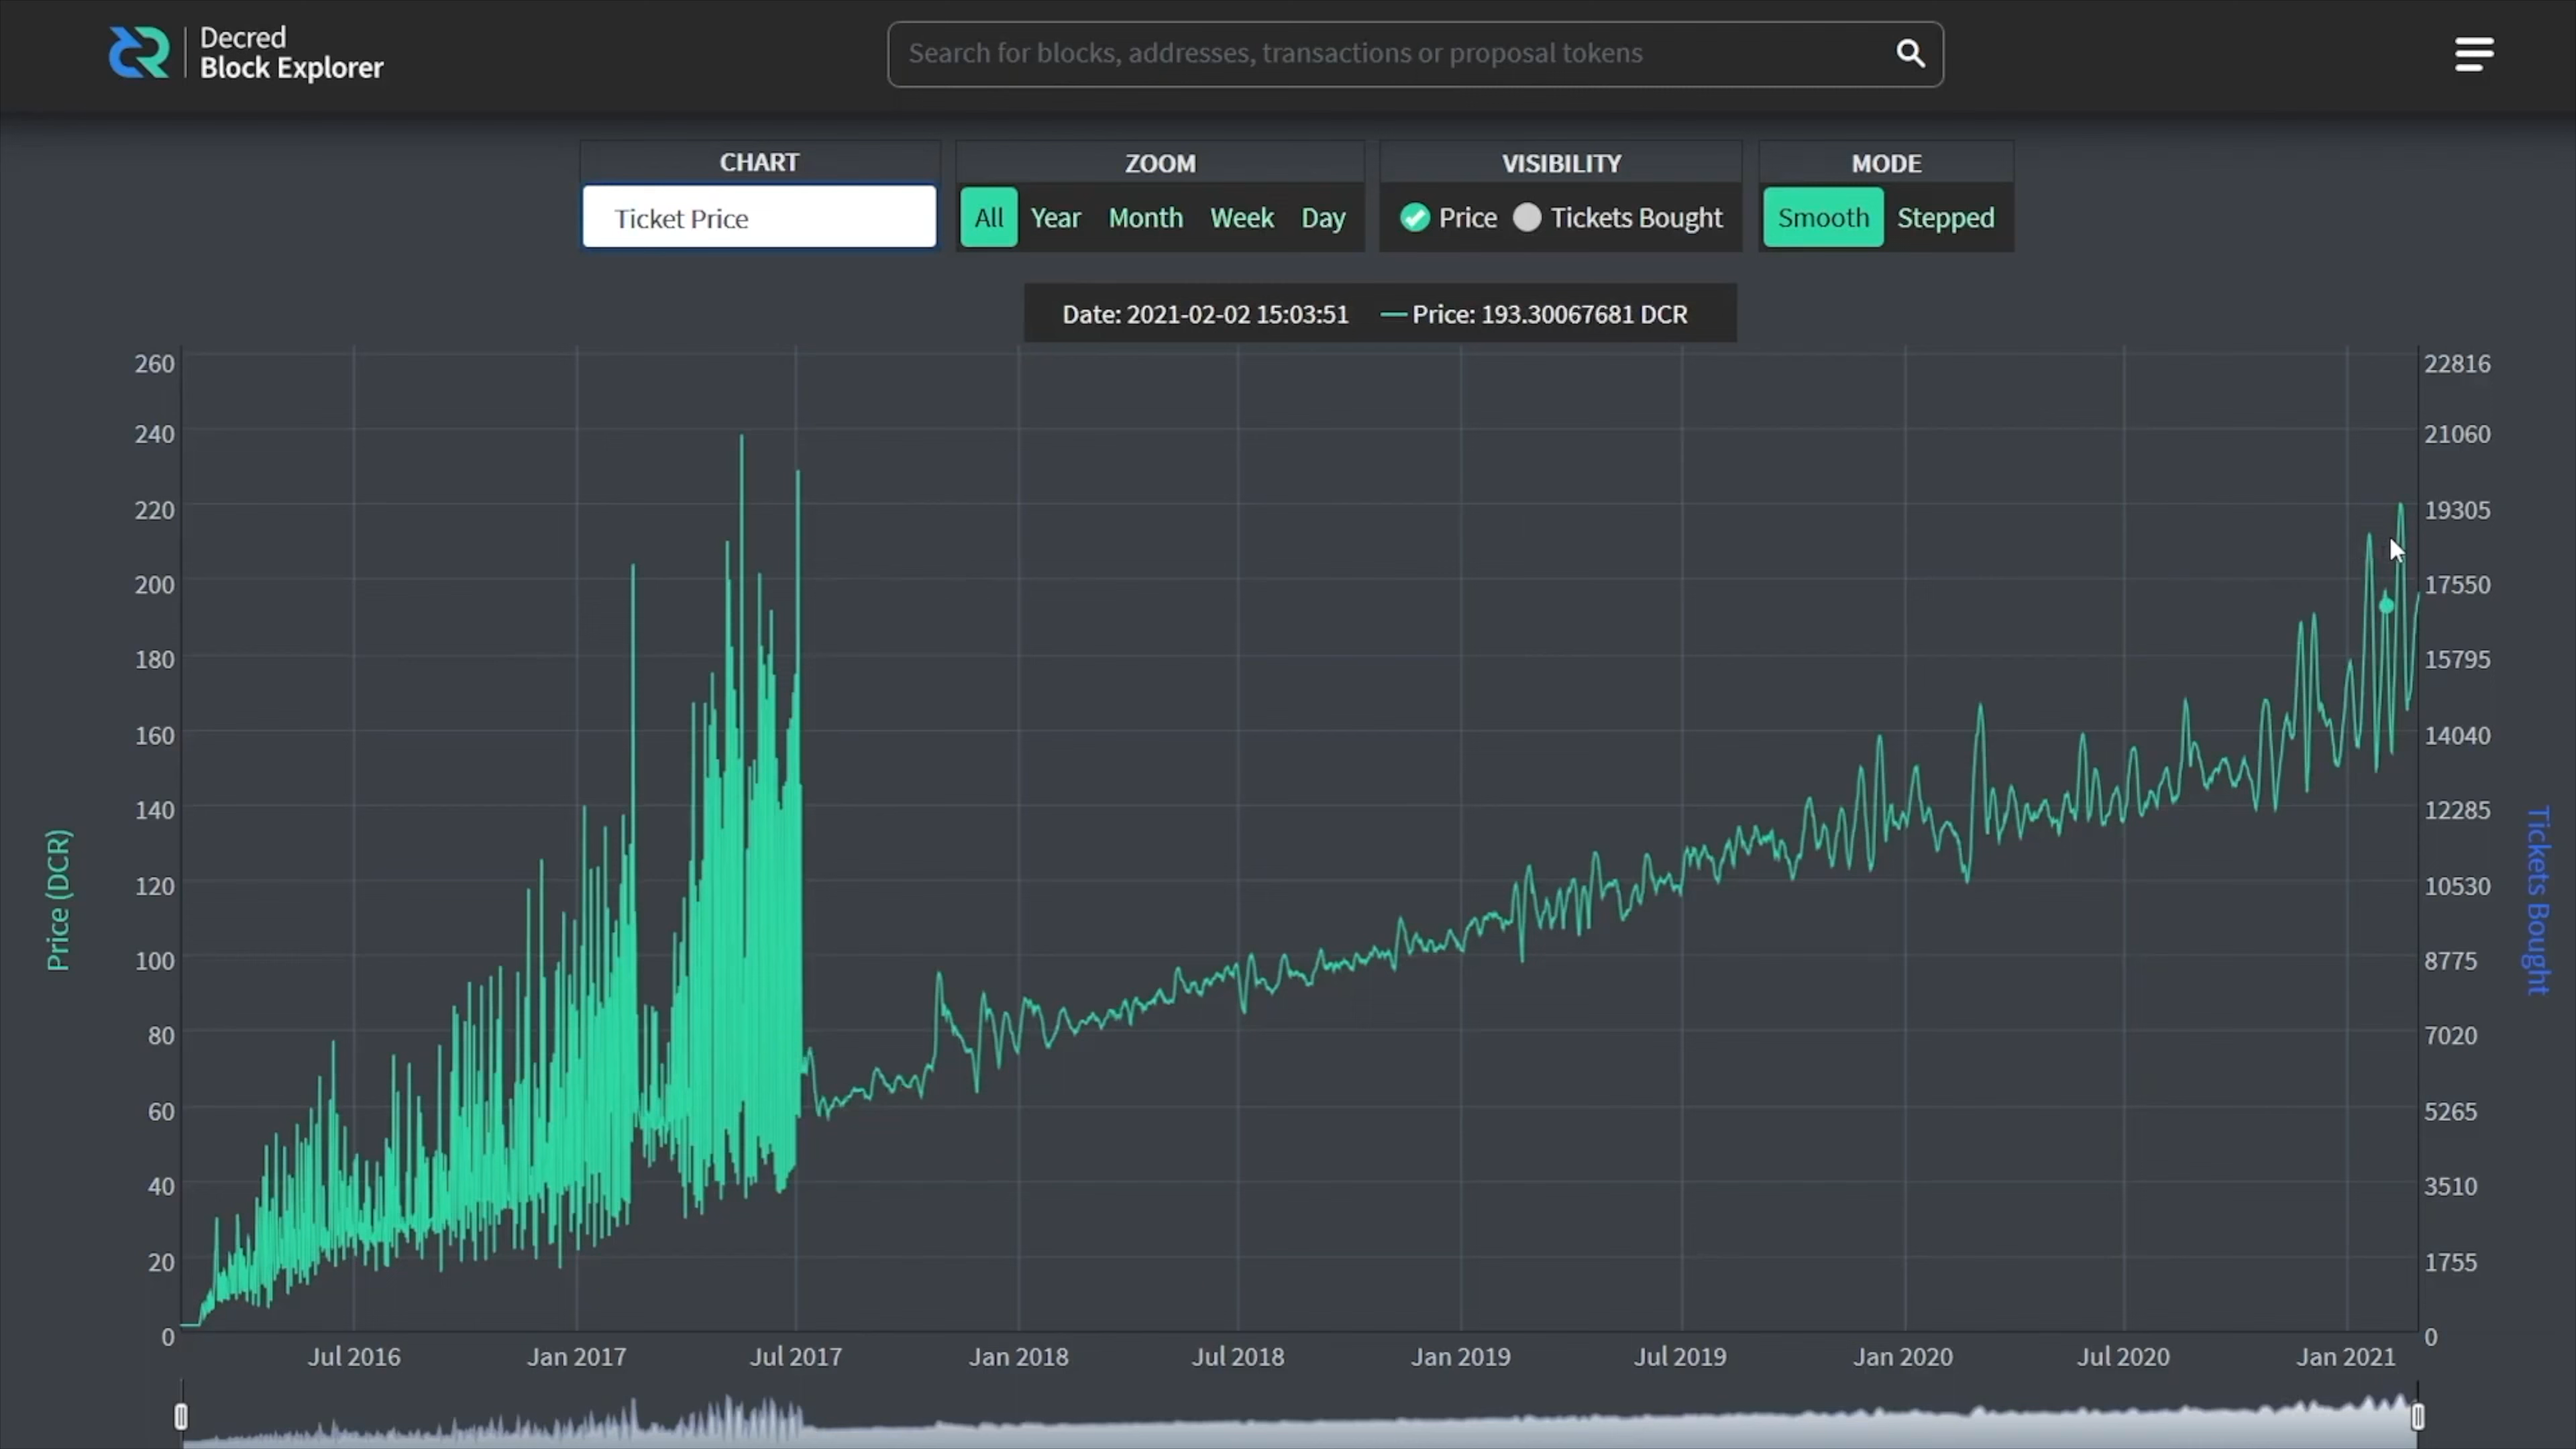 Decred
Block Explorer
Search for blocks, addresses, transactions or proposal tokens
CHART
Ticket Price
ZOOM
All Year Month Week Day
VISIBILITY
Price Tickets Bought
MODE
Smooth Stepped
Date: 2021-02-02 15:03:51 Price: 193.30067681 DCR
Price (DCR)
260
240
220
200
180
160
140
120
100
80
60
40
20
0
22816
21060
19305
17550
15795
14040
12285
10530
8775
7020
5265
3510
1755
0
Tickets Bought
Jul 2016 Jan 2017 Jul 2017 Jan 2018 Jul 2018 Jan 2019 Jul 2019 Jan 2020 Jul 2020 Jan 2021